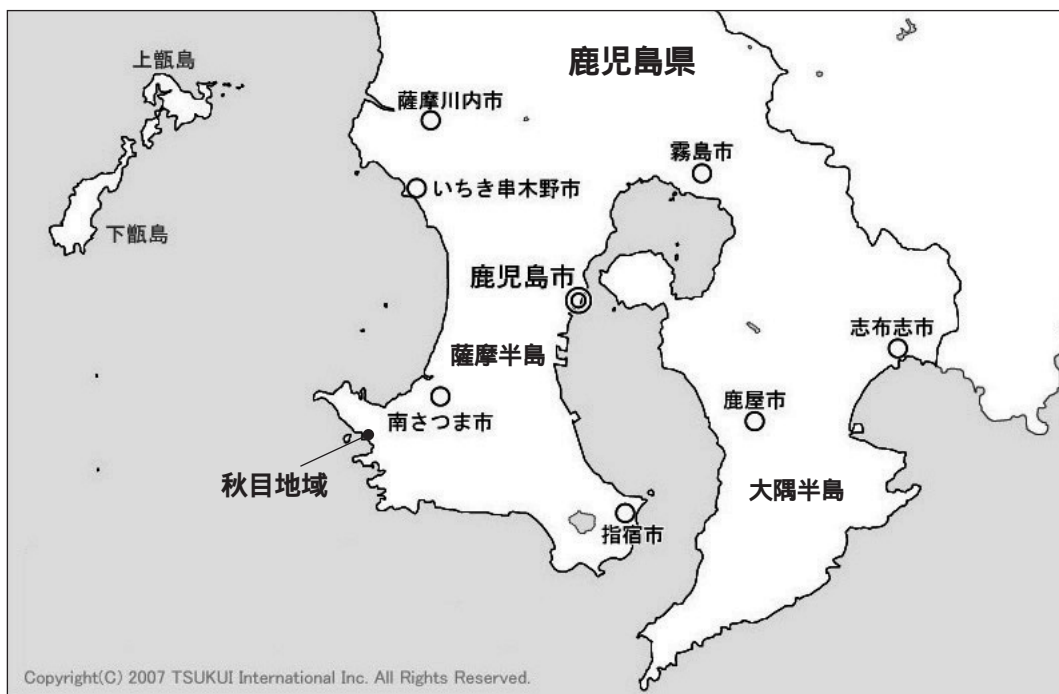 鹿児島県
上甑島
薩摩川内市
霧島市
いちき串木野市
下甑島
鹿児島市
志布志市
薩摩半島
鹿屋市
南さつま市
秋目地域
大隅半島
指宿市
Copyright(C) 2007 TSUKUI International Inc. All Rights Reserved.